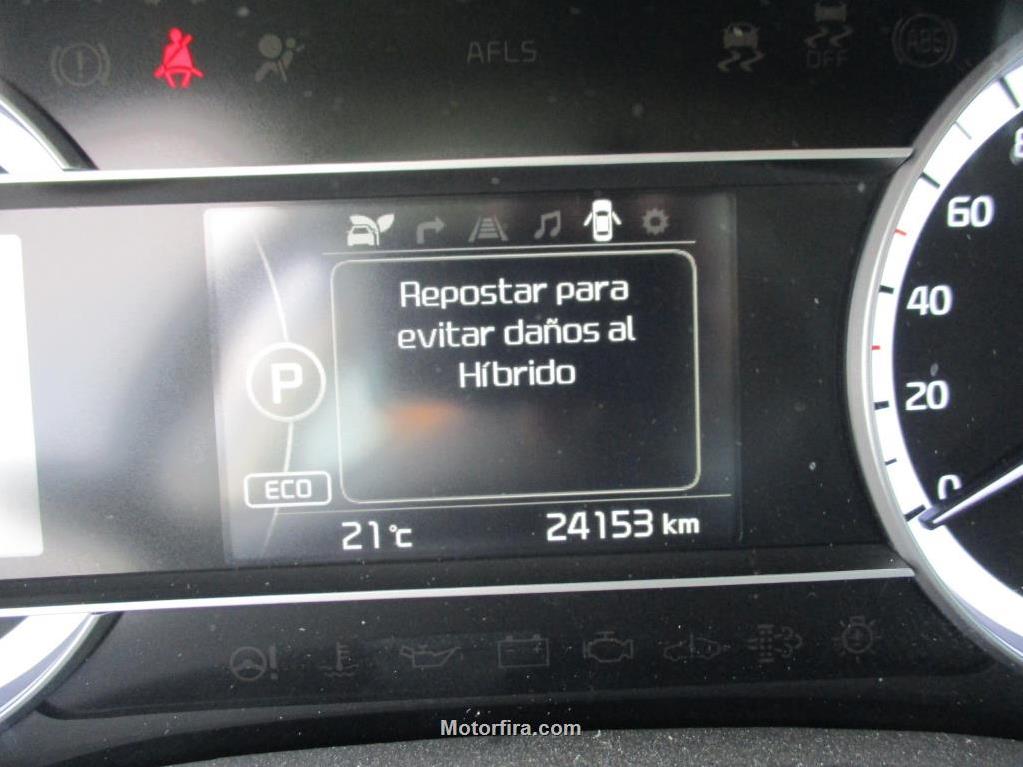 AFLS
OFF
ABS
Repostar para
evitar daños al
Híbrido
P
ECO
21°C
24153 km
60
40
20
0
Motorfira.com